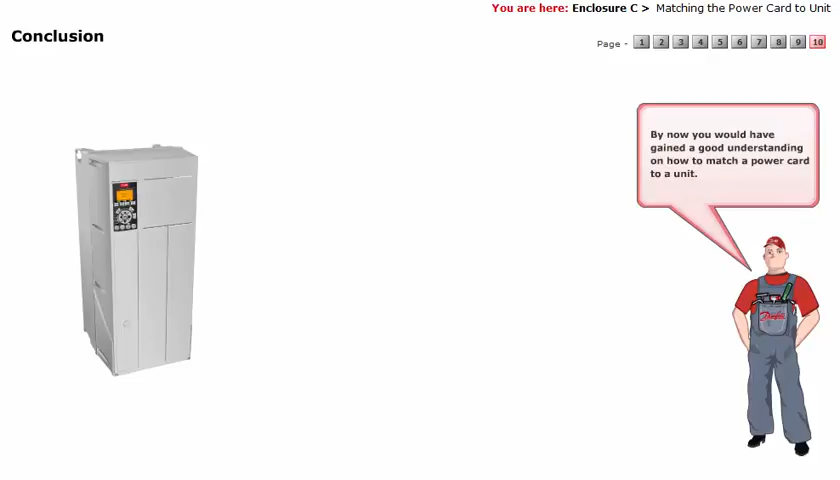 You are here: Enclosure C > Matching the Power Card to Unit
Conclusion
Page - 1 2 3 4 5 6 7 8 9 10
By now you would have
gained a good understanding
on how to match a power card
to a unit.
Danfoss